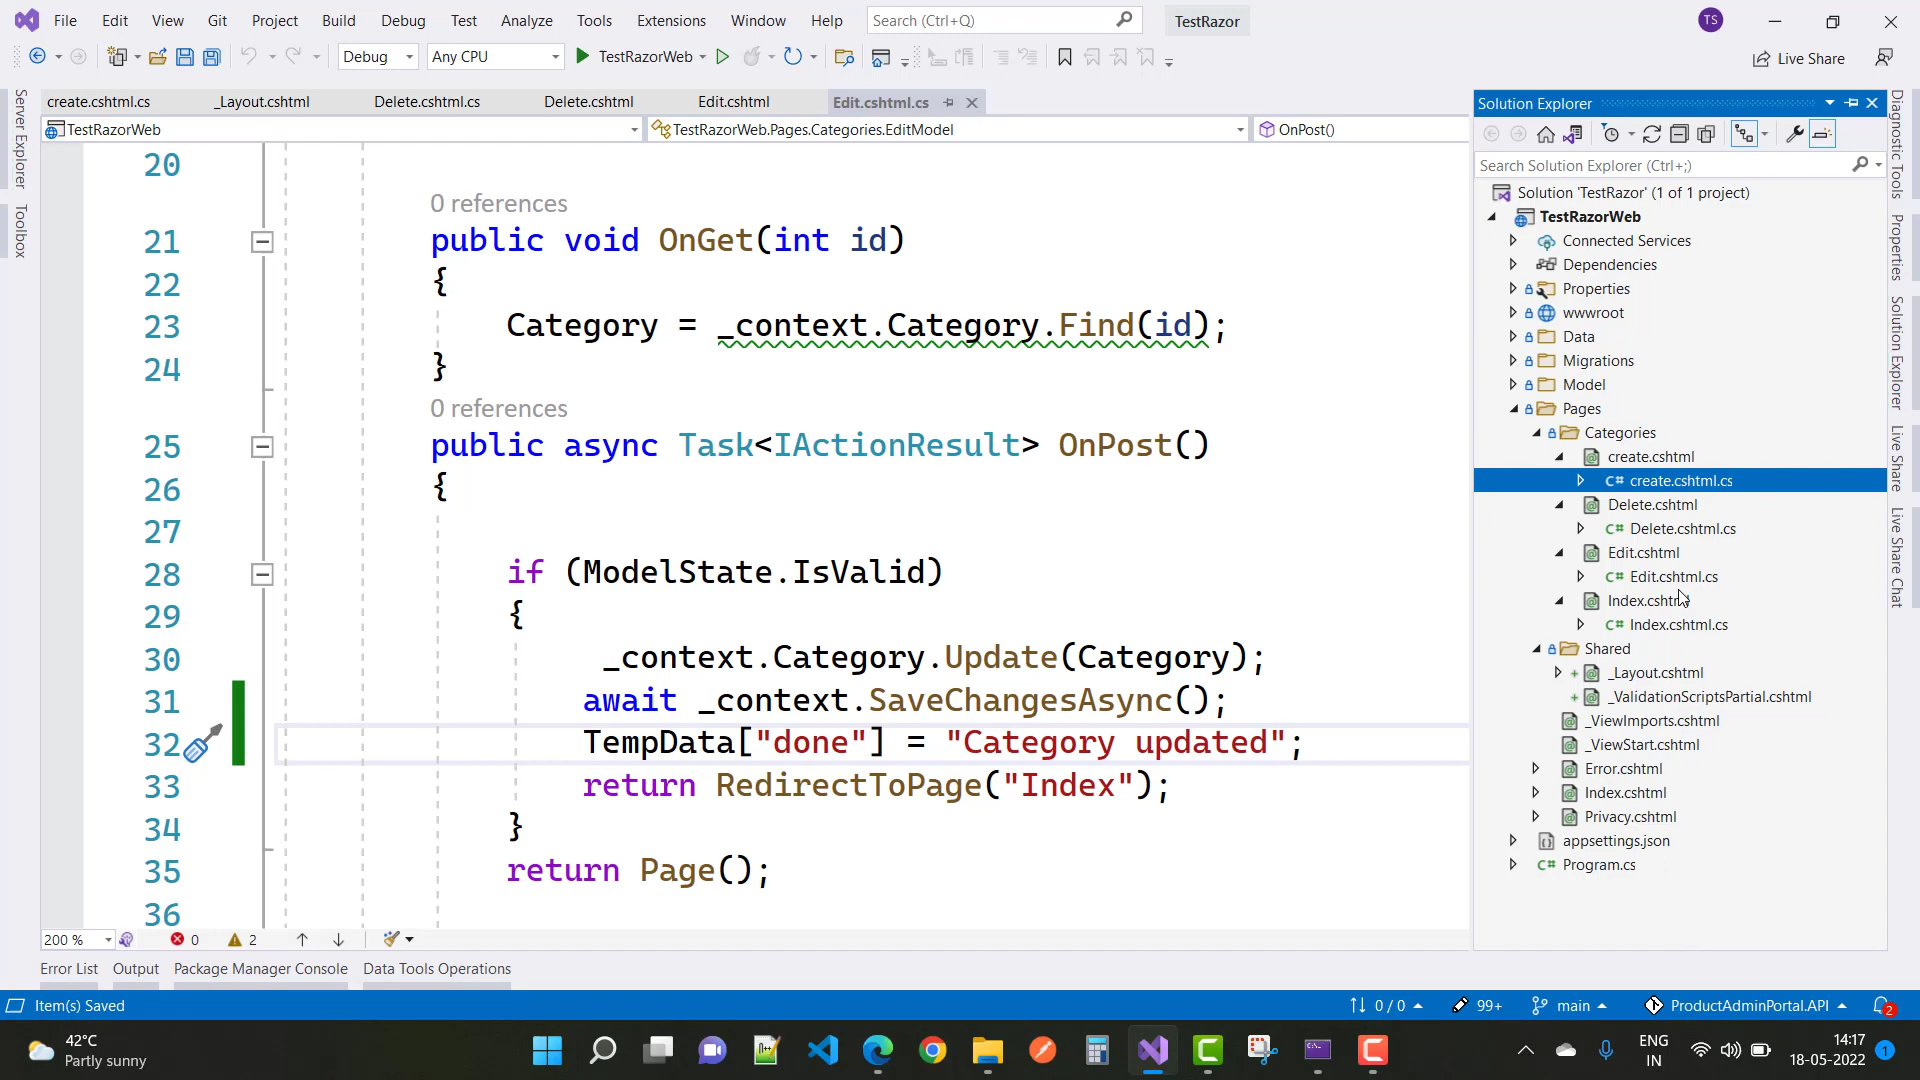 File Edit View Git Project Build Debug Test Analyze Tools Extensions Window Help Search (Ctrl+Q) TestRazor TS
Debug Any CPU TestRazorWeb Live Share
create.cshtml.cs _Layout.cshtml Delete.cshtml.cs Delete.cshtml Edit.cshtml Edit.cshtml.cs
TestRazorWeb TestRazorWeb.Pages.Categories.EditModel OnPost()
Server Explorer
Toolbox
20
0 references
21 public void OnGet(int id)
22 {
23 Category = _context.Category.Find(id);
24 }
0 references
25 public async Task<IActionResult> OnPost()
26 {
27
28 if (ModelState.IsValid)
29 {
30 _context.Category.Update(Category);
31 await _context.SaveChangesAsync();
32 TempData["done"] = "Category updated";
33 return RedirectToPage("Index");
34 }
35 return Page();
36
200 % 0 2
Error List Output Package Manager Console Data Tools Operations
Solution Explorer
Search Solution Explorer (Ctrl+;)
Solution 'TestRazor' (1 of 1 project)
TestRazorWeb
Connected Services
Dependencies
Properties
wwwroot
Data
Migrations
Model
Pages
Categories
create.cshtml
C# create.cshtml.cs
Delete.cshtml
C# Delete.cshtml.cs
Edit.cshtml
C# Edit.cshtml.cs
Index.cshtml
C# Index.cshtml.cs
Shared
_Layout.cshtml
_ValidationScriptsPartial.cshtml
_ViewImports.cshtml
_ViewStart.cshtml
Error.cshtml
Index.cshtml
Privacy.cshtml
appsettings.json
C# Program.cs
Diagnostic Tools
Properties
Solution Explorer
Live Share
Live Share Chat
Item(s) Saved 0 / 0 99+ main ProductAdminPortal.API 2
42°C
Partly sunny
ENG
IN
14:17
18-05-2022
1